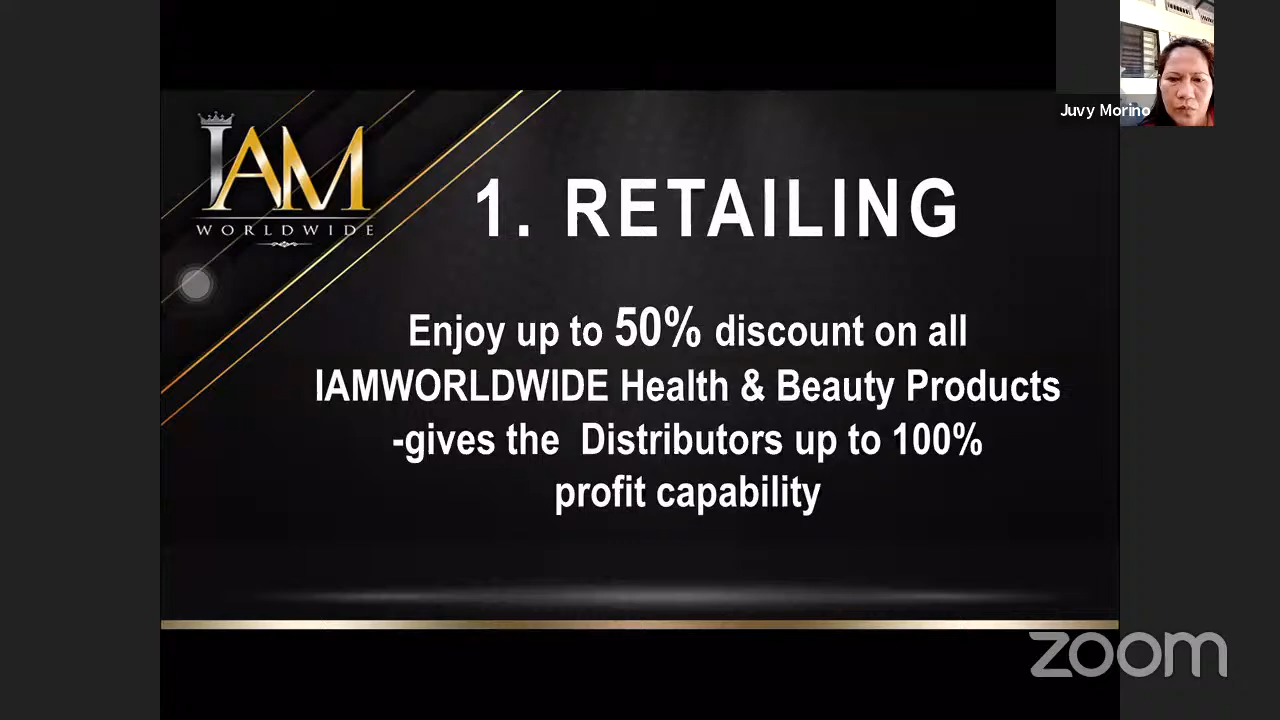 Juvy Morino
IAM
WORLDWIDE
1. RETAILING
Enjoy up to 50% discount on all
IAMWORLDWIDE Health & Beauty Products
-gives the Distributors up to 100%
profit capability
zoom